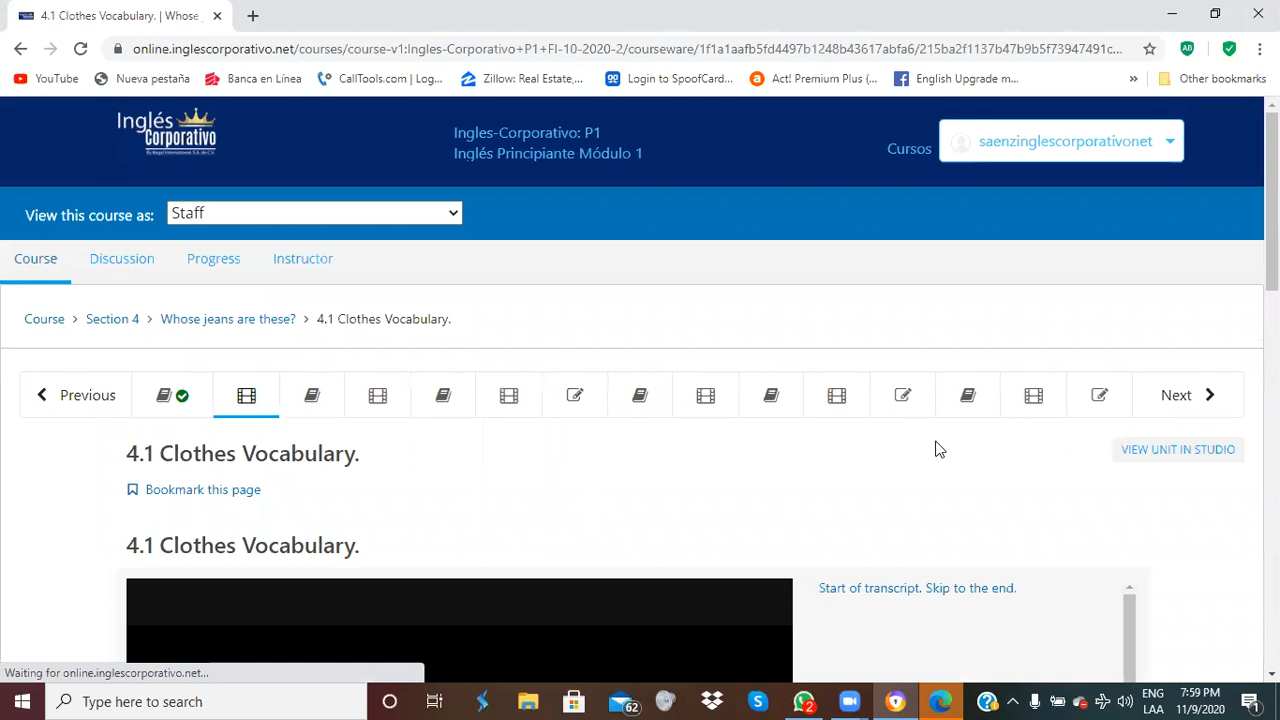 4.1 Clothes Vocabulary. | Whose
online.inglescorporativo.net/courses/course-v1:Ingles-Corporativo+P1+FI-10-2020-2/courseware/1f1a1aafb5fd4497b1248b43617abfa6/215ba2f1137b47b9b5f73947491c...
YouTube
Nueva pestaña
Banca en Línea
CallTools.com | Log...
Zillow: Real Estate,...
Login to SpoofCard...
Act! Premium Plus (...
English Upgrade m...
»
Other bookmarks
Inglés
Corporativo
By Regal International, S.A. de C.V.
Ingles-Corporativo: P1
Inglés Principiante Módulo 1
Cursos
saenzinglescorporativonet
View this course as:
Staff
Course
Discussion
Progress
Instructor
Course > Section 4 > Whose jeans are these? > 4.1 Clothes Vocabulary.
Previous
Next
4.1 Clothes Vocabulary.
VIEW UNIT IN STUDIO
Bookmark this page
4.1 Clothes Vocabulary.
Start of transcript. Skip to the end.
Waiting for online.inglescorporativo.net...
Type here to search
62
2
ENG
LAA
7:59 PM
11/9/2020
1